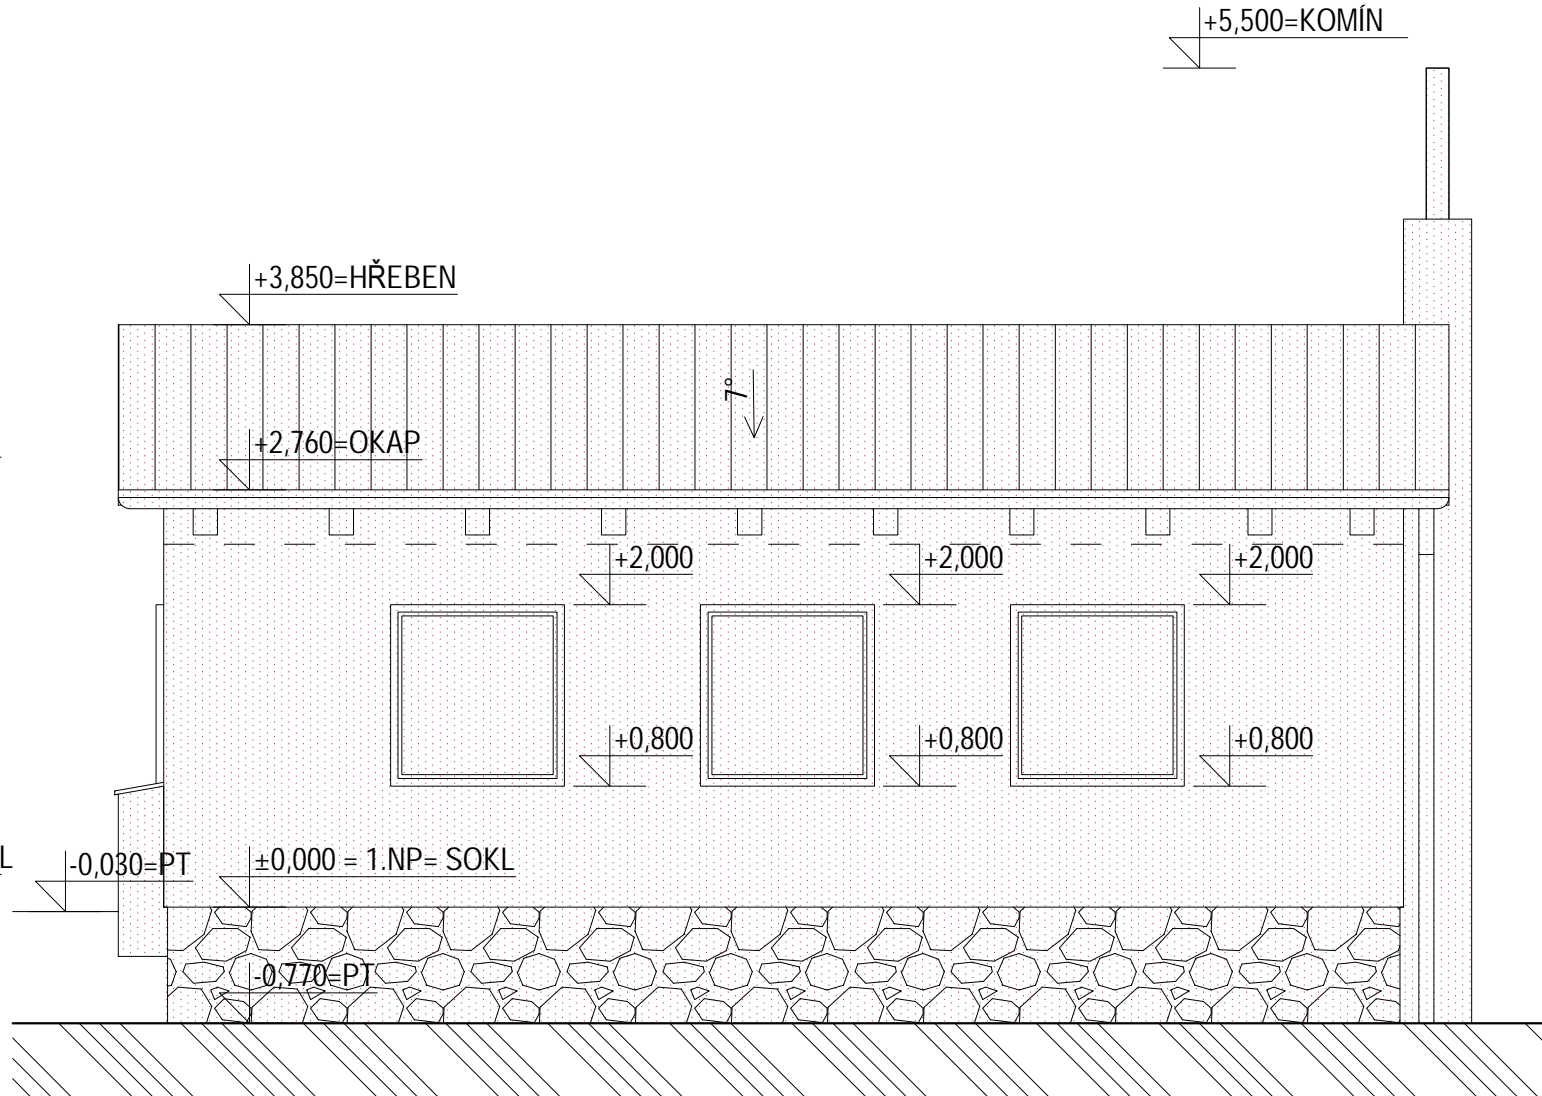 +5,500=KOMÍN
+3,850=HŘEBEN
7°
+2,760=OKAP
+2,000
+2,000
+2,000
+0,800
+0,800
+0,800
L
-0,030=PT
±0,000 = 1.NP= SOKL
-0,770=PT